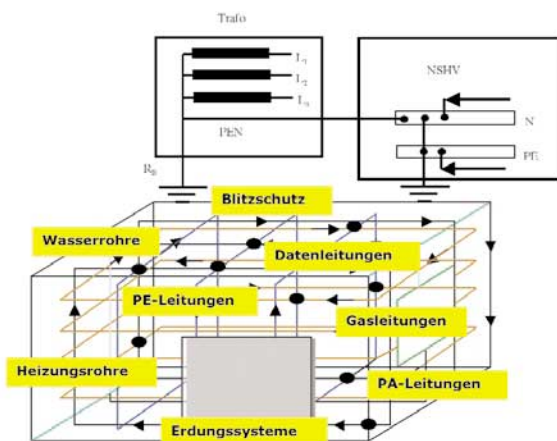 Trafo
L1
L2
L3
NSHV
PEN
N
PE
RB
Blitzschutz
Wasserrohre
Datenleitungen
PE-Leitungen
Gasleitungen
Heizungsrohre
PA-Leitungen
Erdungssysteme